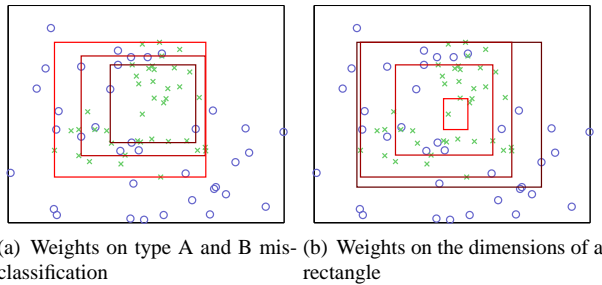 (a) Weights on type A and B mis-
classification
(b) Weights on the dimensions of a
rectangle